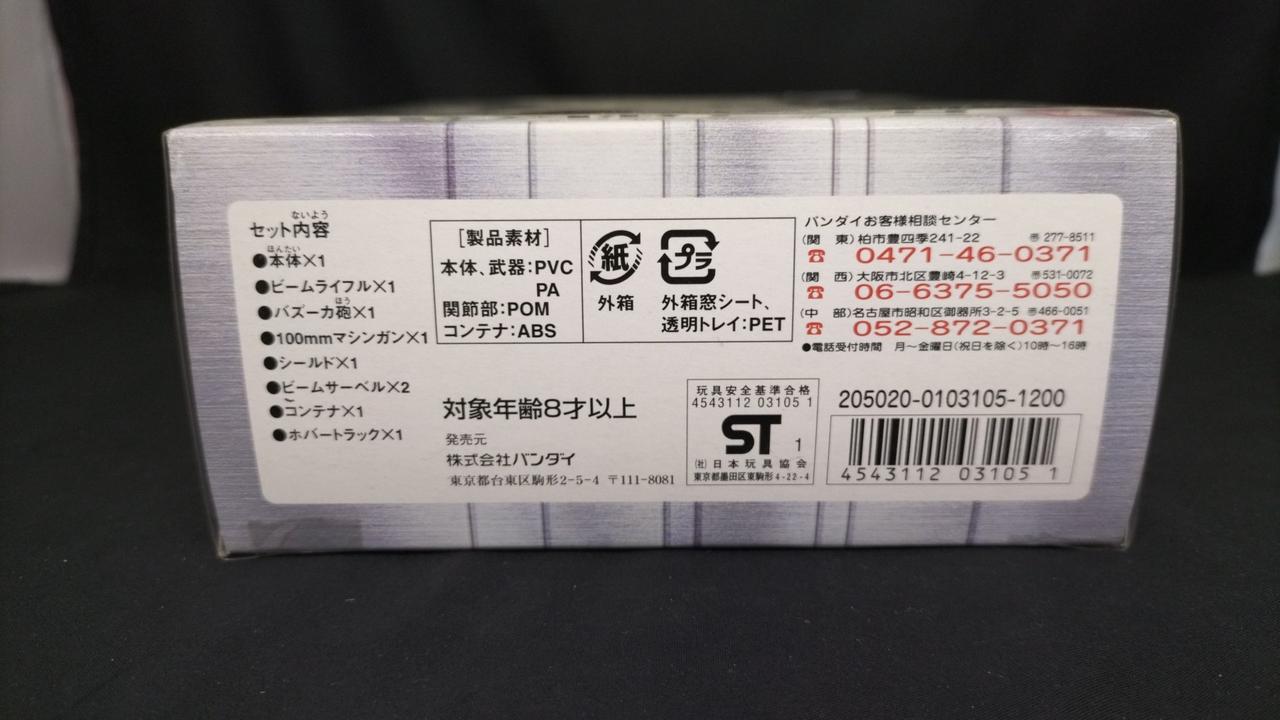 ないよう
セット内容
ほんたい
●本体×1
●ビームライフル×1
ほう
●バズーカ砲×1
●100mmマシンガン×1
●シールド×1
●ビームサーベル×2
●コンテナ×1
●ホバートラック×1
［製品素材］
本体、武器:PVC
PA
関節部:POM
コンテナ:ABS
紙
外箱
プラ
外箱窓シート、
透明トレイ:PET
対象年齢8才以上
発売元
株式会社バンダイ
東京都台東区駒形2-5-4 〒111-8081
玩具安全基準合格
4543112 03105 1
ST 1
(社)日本玩具協会
東京都墨田区東駒形4-22-4
バンダイお客様相談センター
(関 東)柏市豊四季241-22 〒277-8511
☎ 0471-46-0371
(関 西)大阪市北区豊崎4-12-3 〒531-0072
☎ 06-6375-5050
(中 部)名古屋市昭和区御器所3-2-5 〒466-0051
☎ 052-872-0371
●電話受付時間 月〜金曜日(祝日を除く)10時〜16時
205020-0103105-1200
4543112 03105 1